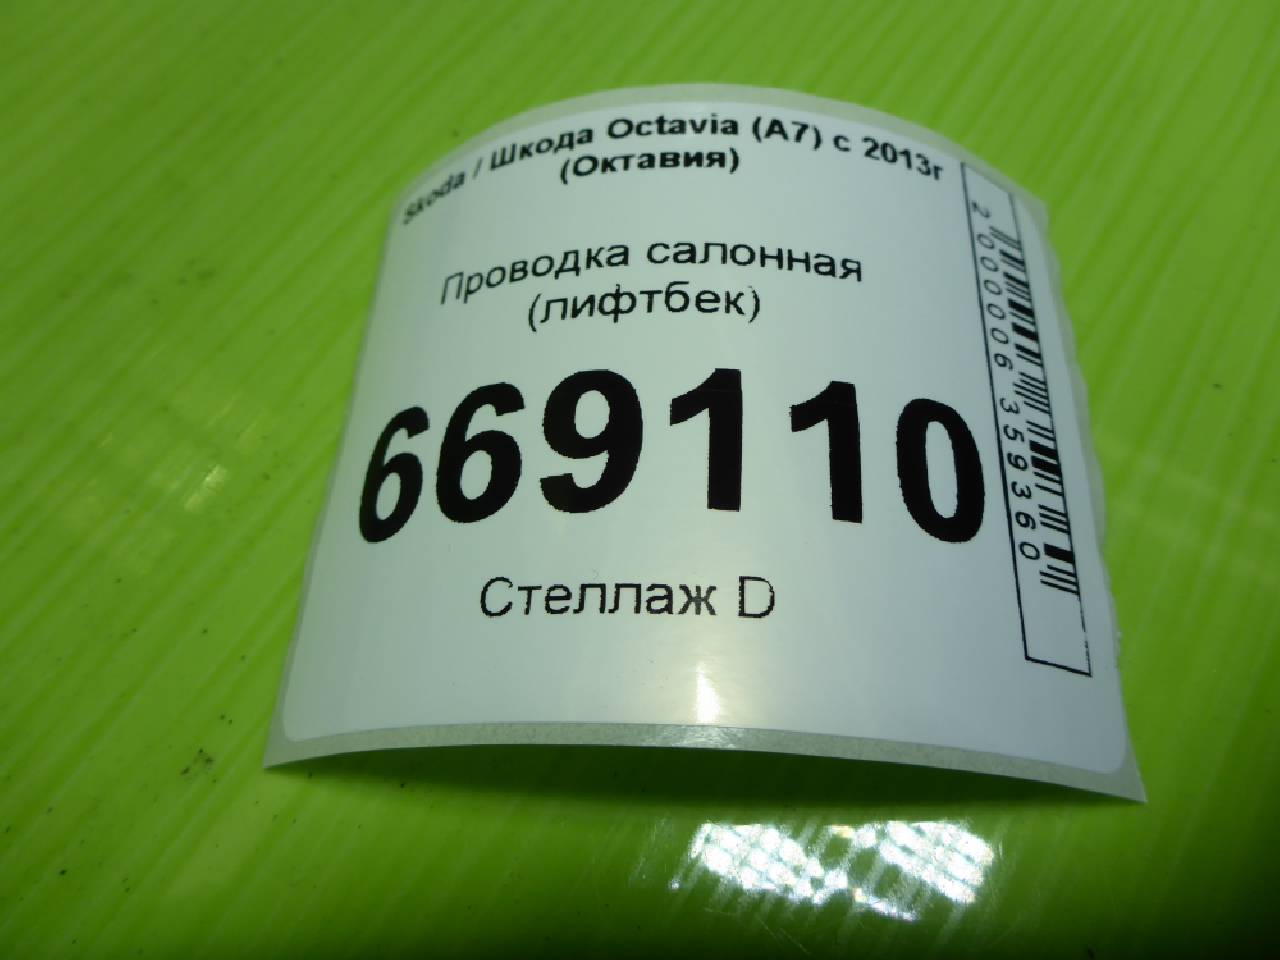 Skoda / Шкода Octavia (A7) с 2013г
(Октавия)
Проводка салонная
(лифтбек)
669110
Стеллаж D
2000006359360